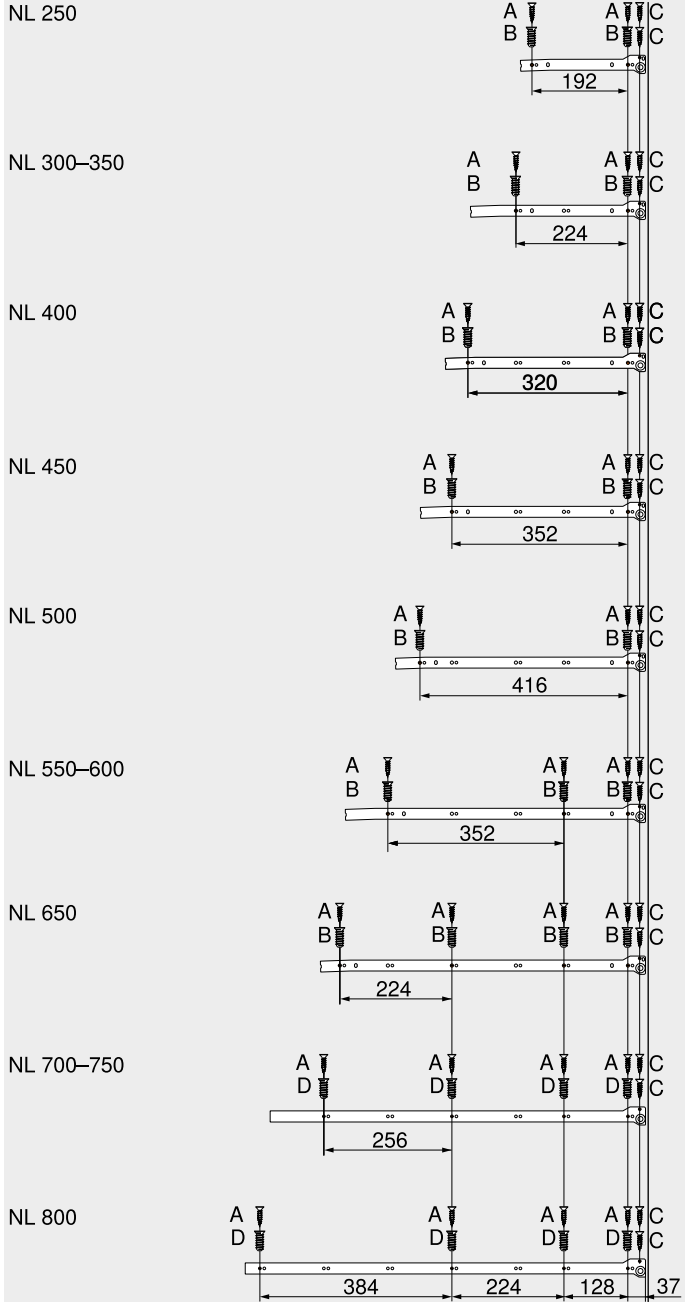 NL 250 A A C
B B C
192
NL 300–350 A A C
B B C
224
NL 400 A A C
B B C
320
NL 450 A A C
B B C
352
NL 500 A A C
B B C
416
NL 550–600 A A A C
B B B C
352
NL 650 A A A A C
B B B B C
224
NL 700–750 A A A A C
D D D D C
256
NL 800 A A A A C
D D D D C
384 224 128 37